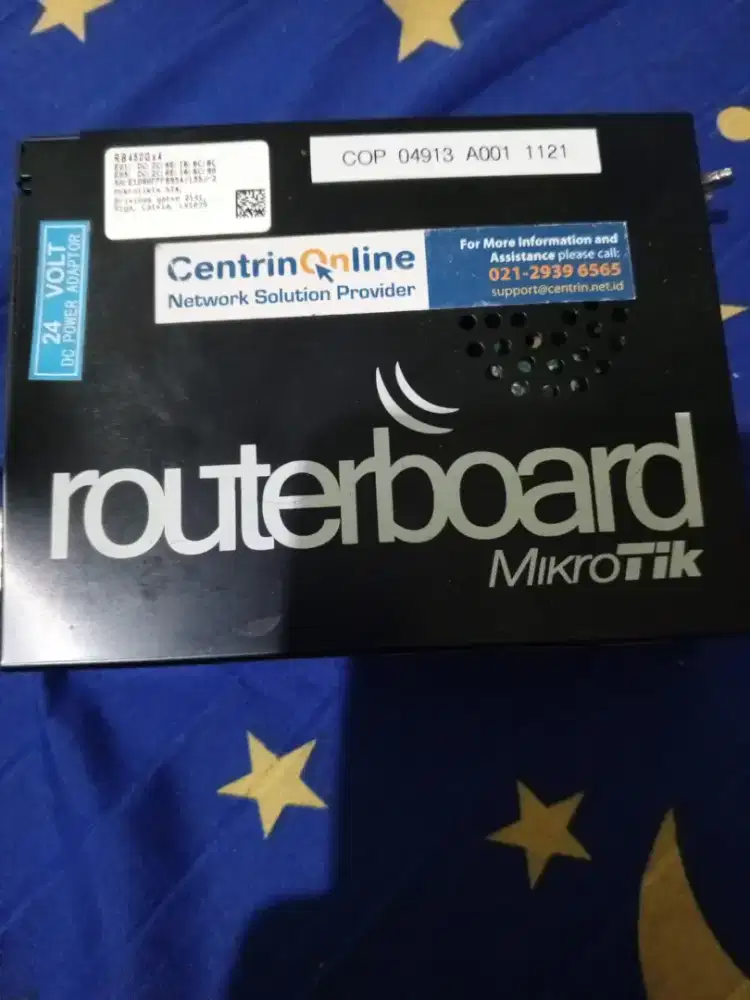 RB450Gx4
COP 04913 A001 1121
24 VOLT
DC POWER ADAPTOR
CentrinOnline
Network Solution Provider
For More Information and
Assistance please call:
021-2939 6565
support@centrin.net.id
routerboard
MikroTik